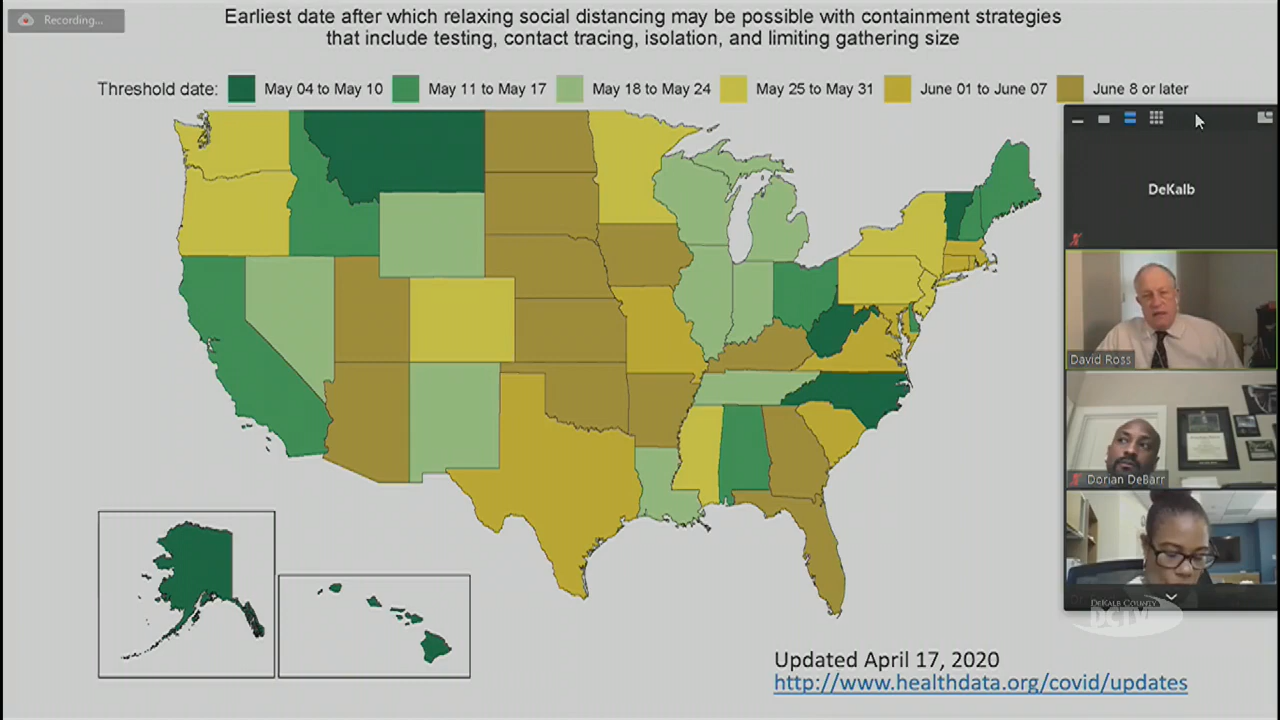 Recording...
Earliest date after which relaxing social distancing may be possible with containment strategies
that include testing, contact tracing, isolation, and limiting gathering size
Threshold date:
May 04 to May 10
May 11 to May 17
May 18 to May 24
May 25 to May 31
June 01 to June 07
June 8 or later
DeKalb
David Ross
Dorian DeBarr
DeKalb County
DCTV
Updated April 17, 2020
http://www.healthdata.org/covid/updates